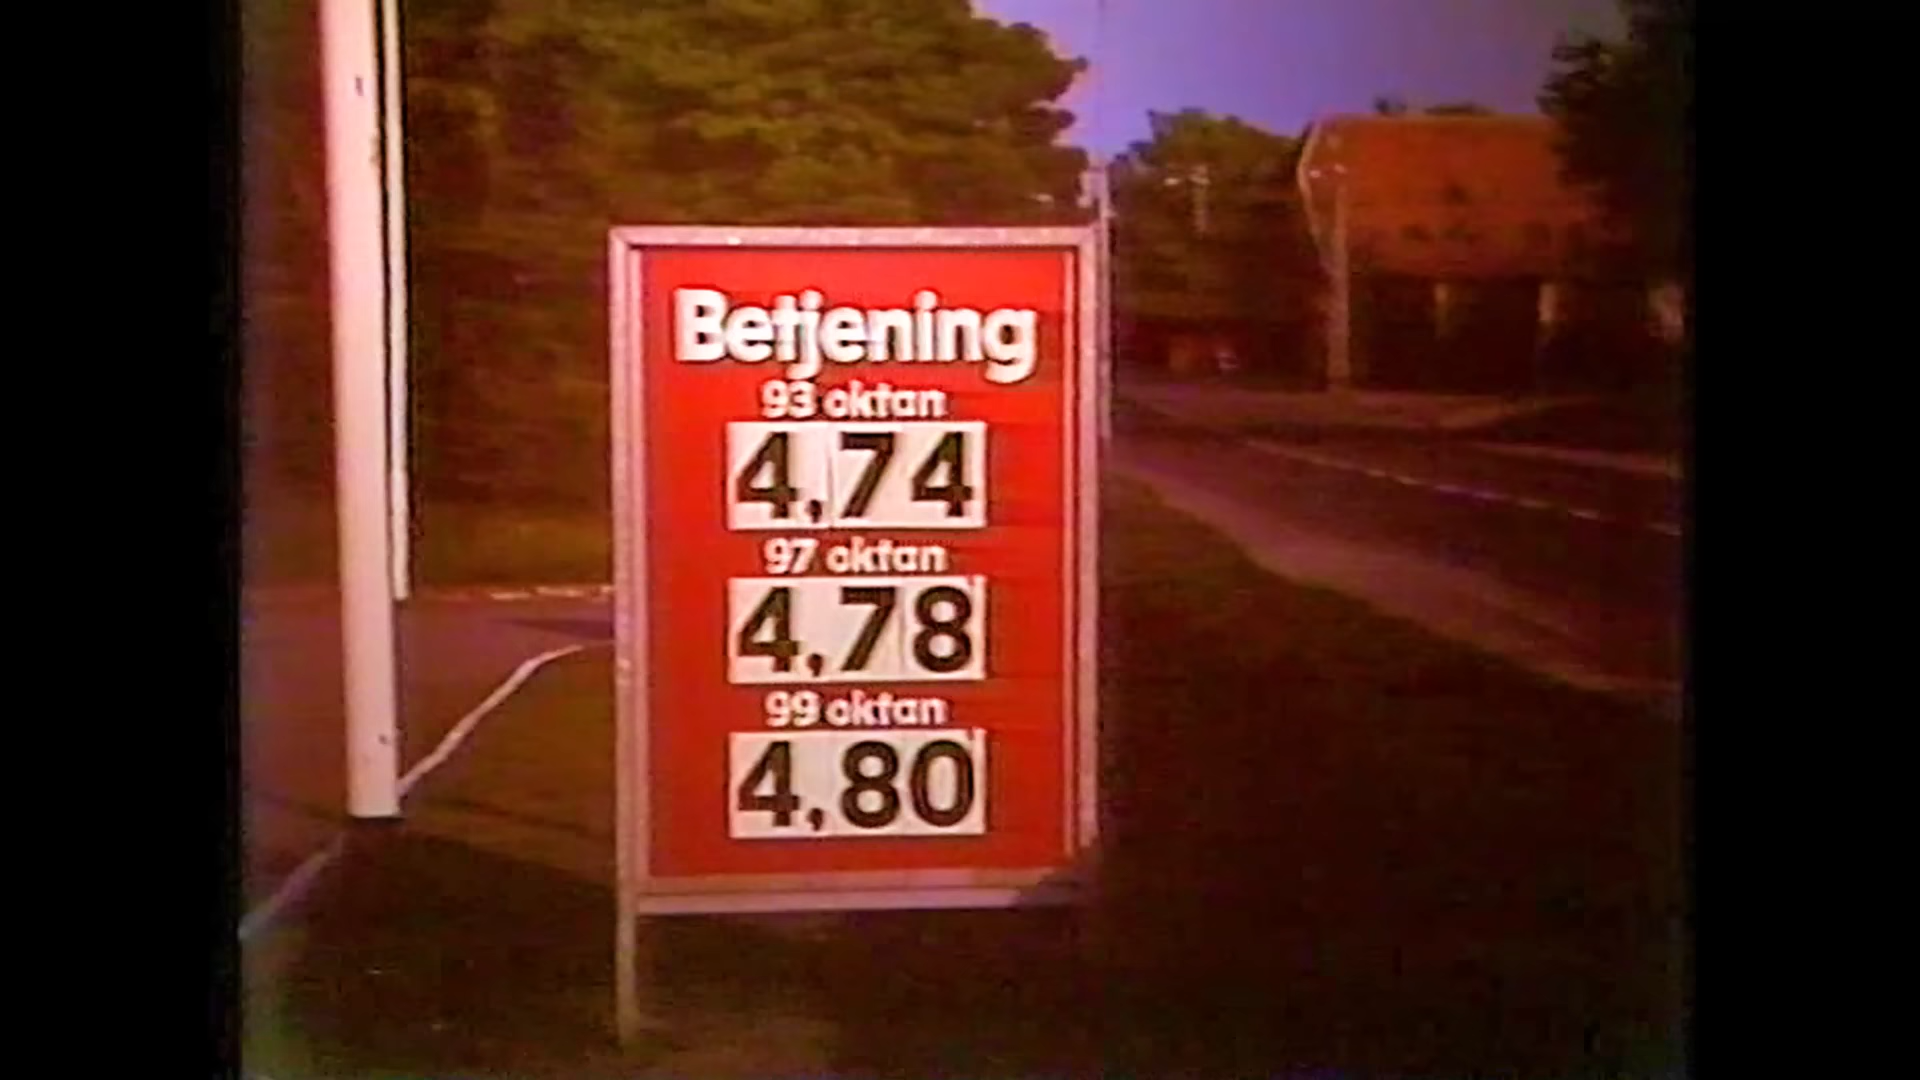 Betjening
93 oktan
4,74
97 oktan
4,78
99 oktan
4,80